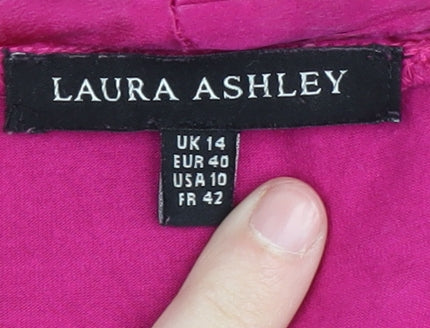 LAURA ASHLEY
UK 14
EUR 40
USA 10
FR 42